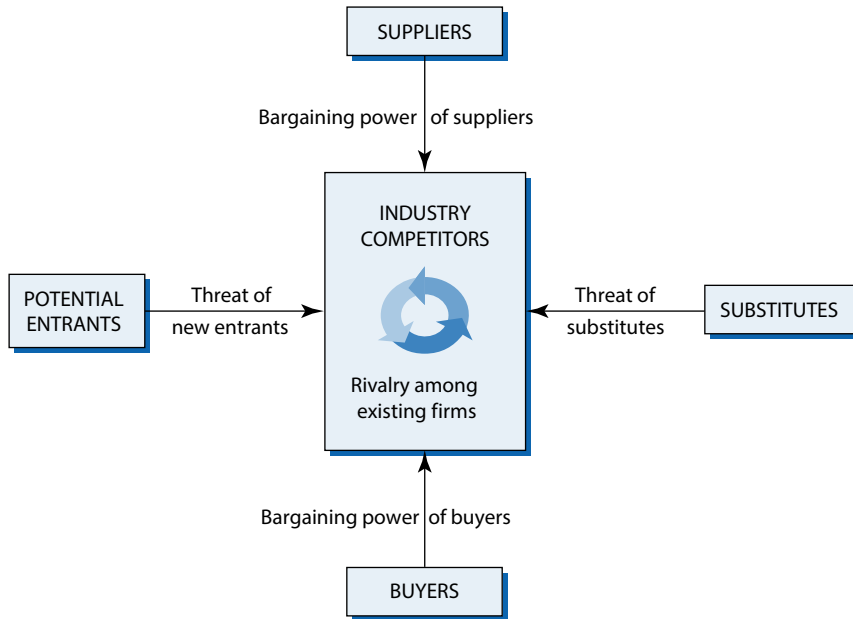 SUPPLIERS
Bargaining power of suppliers
INDUSTRY
COMPETITORS
POTENTIAL
ENTRANTS
Threat of
new entrants
Threat of
substitutes
SUBSTITUTES
Rivalry among
existing firms
Bargaining power of buyers
BUYERS